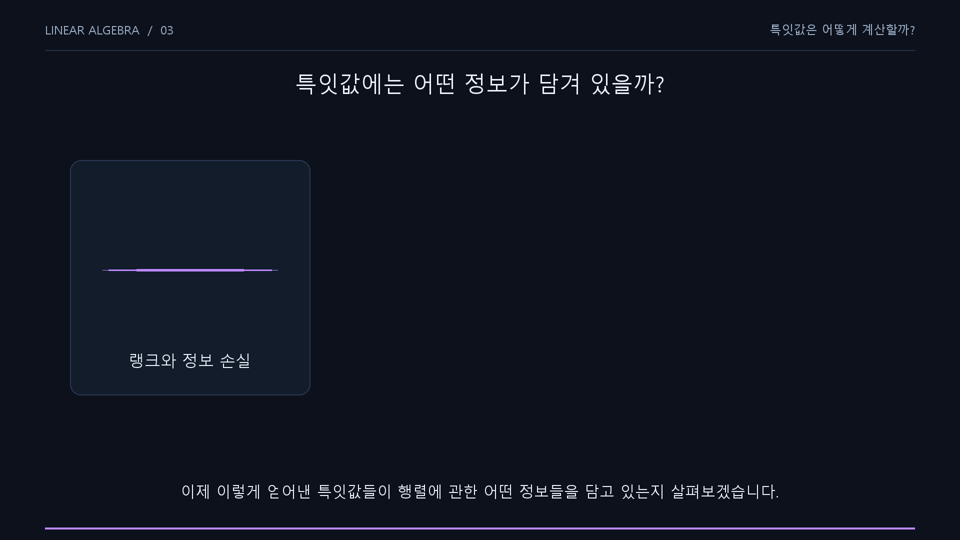 LINEAR ALGEBRA / 03
특잇값은 어떻게 계산할까?
특잇값에는 어떤 정보가 담겨 있을까?
랭크와 정보 손실
이제 이렇게 얻어낸 특잇값들이 행렬에 관한 어떤 정보들을 담고 있는지 살펴보겠습니다.